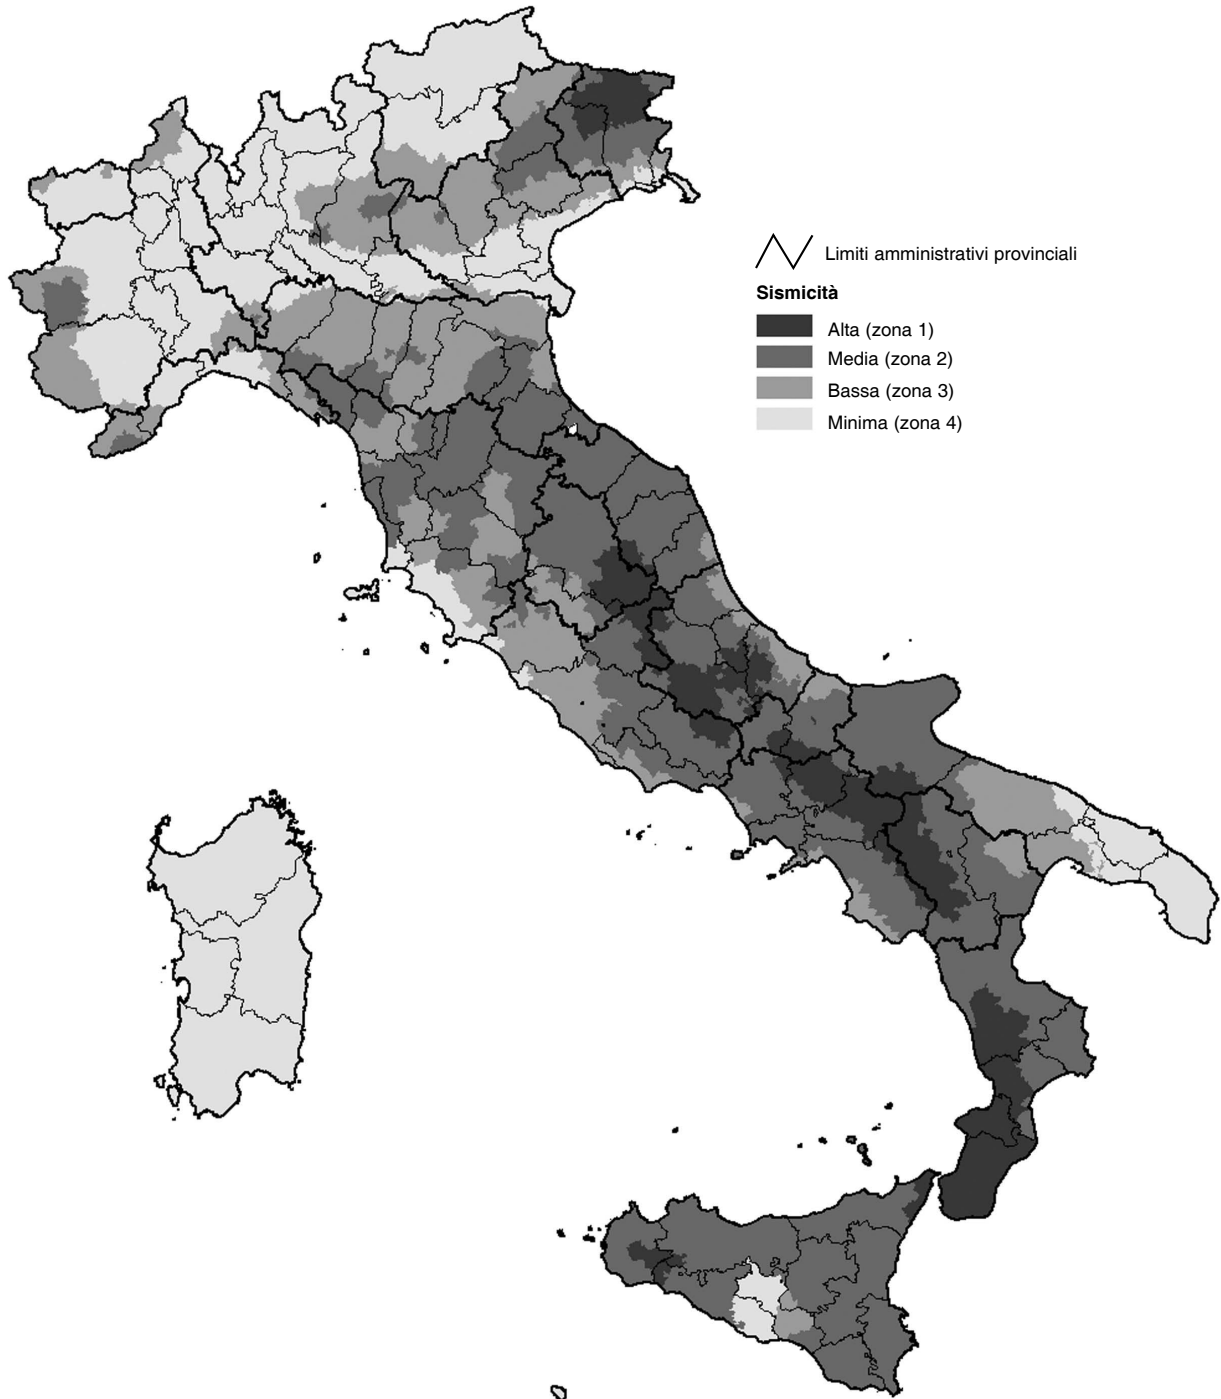 Limiti amministrativi provinciali
Sismicità
Alta (zona 1)
Media (zona 2)
Bassa (zona 3)
Minima (zona 4)